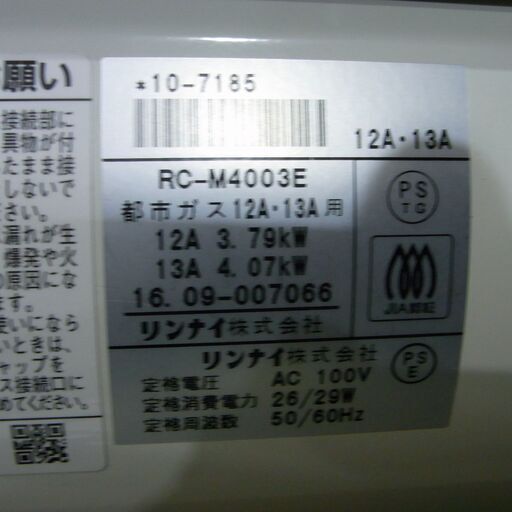 お願い
接続部に
異物が付
たまま接
しないで
ださい。
漏れが生
爆発や火
の原因にな
ます。
使いになら
いときは、
ャップを
ス接続口に
めてください。
*10-7185
12A・13A
RC-M4003E
都市ガス12A・13A用
12A 3.79kW
13A 4.07kW
16.09-007066
リンナイ株式会社
PS
TG
JIA認証
リンナイ株式会社
定格電圧 AC 100V
定格消費電力 26/29W
定格周波数 50/60Hz
PS
E